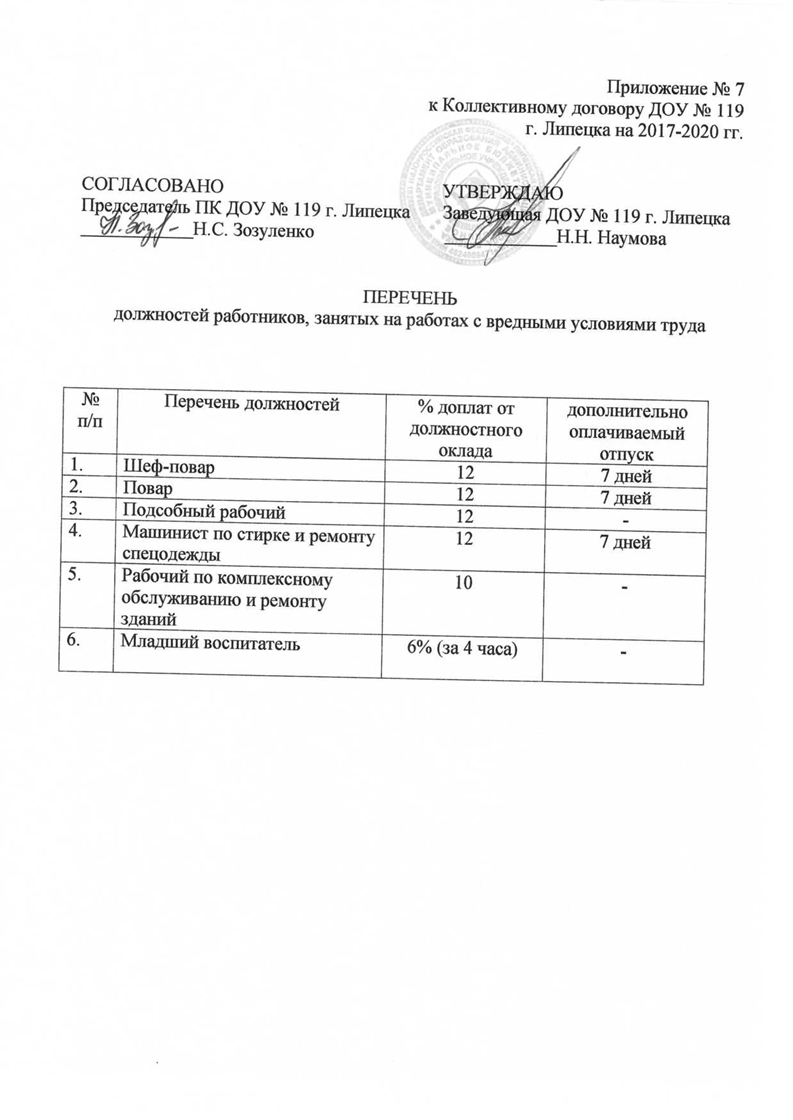 Приложение № 7
к Коллективному договору ДОУ № 119
г. Липецка на 2017-2020 гг.
СОГЛАСОВАНО
Председатель ПК ДОУ № 119 г. Липецка
Н.С. Зозуленко
УТВЕРЖДАЮ
Заведующая ДОУ № 119 г. Липецка
Н.Н. Наумова
ПЕРЕЧЕНЬ
должностей работников, занятых на работах с вредными условиями труда
№ п/п
Перечень должностей
% доплат от
должностного
оклада
дополнительно
оплачиваемый
отпуск
1. Шеф-повар 12 7 дней
2. Повар 12 7 дней
3. Подсобный рабочий 12 -
4. Машинист по стирке и ремонту 12 7 дней
спецодежды
5. Рабочий по комплексному 10 -
обслуживанию и ремонту
зданий
6. Младший воспитатель 6% (за 4 часа) -